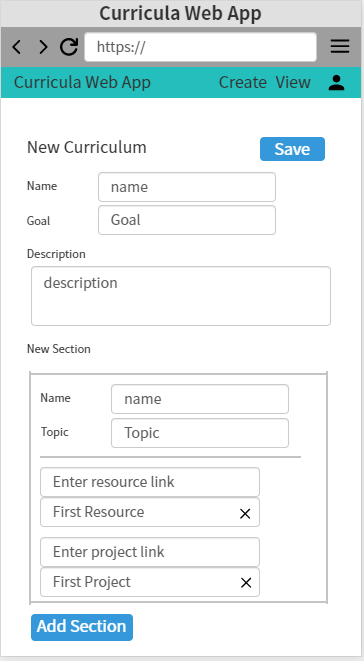 Curricula Web App
https://
Curricula Web App Create View
New Curriculum Save
Name name
Goal Goal
Description
description
New Section
Name name
Topic Topic
Enter resource link
First Resource
Enter project link
First Project
Add Section